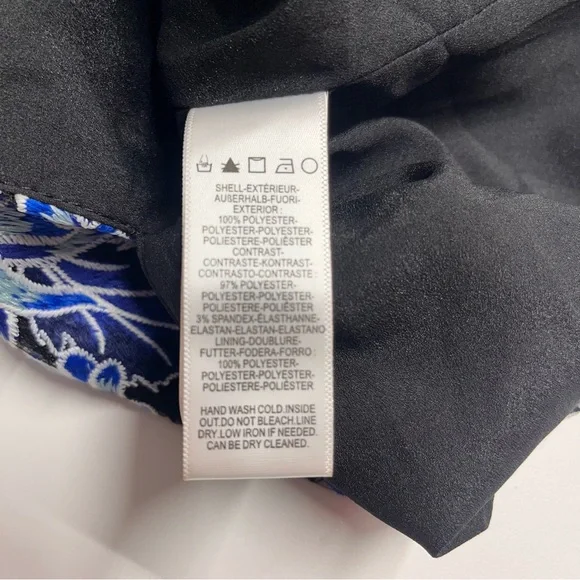 SHELL-EXTÉRIEUR-
AUßERHALB-FUORI-
EXTERIOR :
100% POLYESTER-
POLYESTER-POLYESTER-
POLIESTERE-POLIÉSTER
CONTRAST-
CONTRASTE-KONTRAST-
CONTRASTO-CONTRASTE :
97% POLYESTER-
POLYESTER-POLYESTER-
POLIESTERE-POLIÉSTER
3% SPANDEX-ÉLASTHANNE-
ELASTAN-ELASTAN-ELASTANO
LINING-DOUBLURE-
FUTTER-FODERA-FORRO :
100% POLYESTER-
POLYESTER-POLYESTER-
POLIESTERE-POLIÉSTER
HAND WASH COLD.INSIDE
OUT.DO NOT BLEACH.LINE
DRY.LOW IRON IF NEEDED.
CAN BE DRY CLEANED.